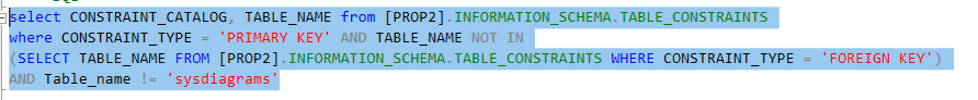 select CONSTRAINT_CATALOG, TABLE_NAME from [PROP2].INFORMATION_SCHEMA.TABLE_CONSTRAINTS
where CONSTRAINT_TYPE = 'PRIMARY KEY' AND TABLE_NAME NOT IN
(SELECT TABLE_NAME FROM [PROP2].INFORMATION_SCHEMA.TABLE_CONSTRAINTS WHERE CONSTRAINT_TYPE = 'FOREIGN KEY')
AND Table_name != 'sysdiagrams'